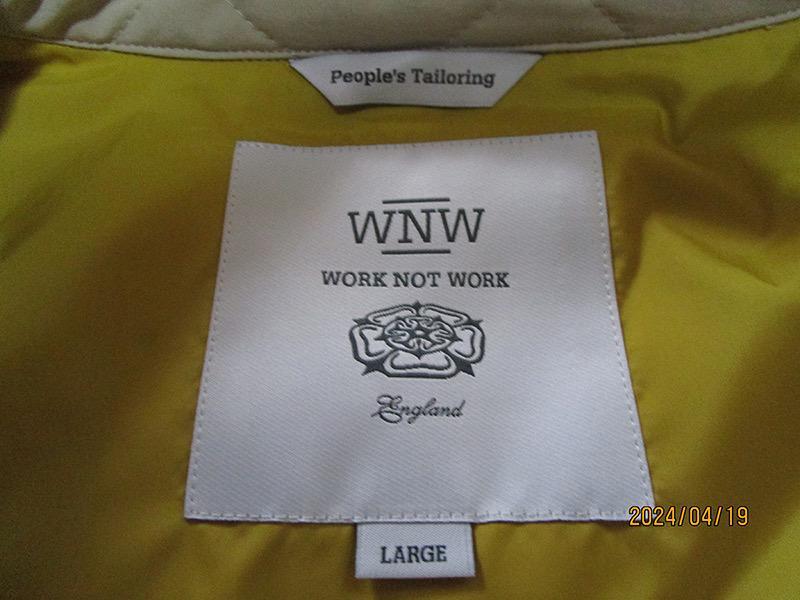 People's Tailoring
WNW
WORK NOT WORK
England
2024/04/19
LARGE